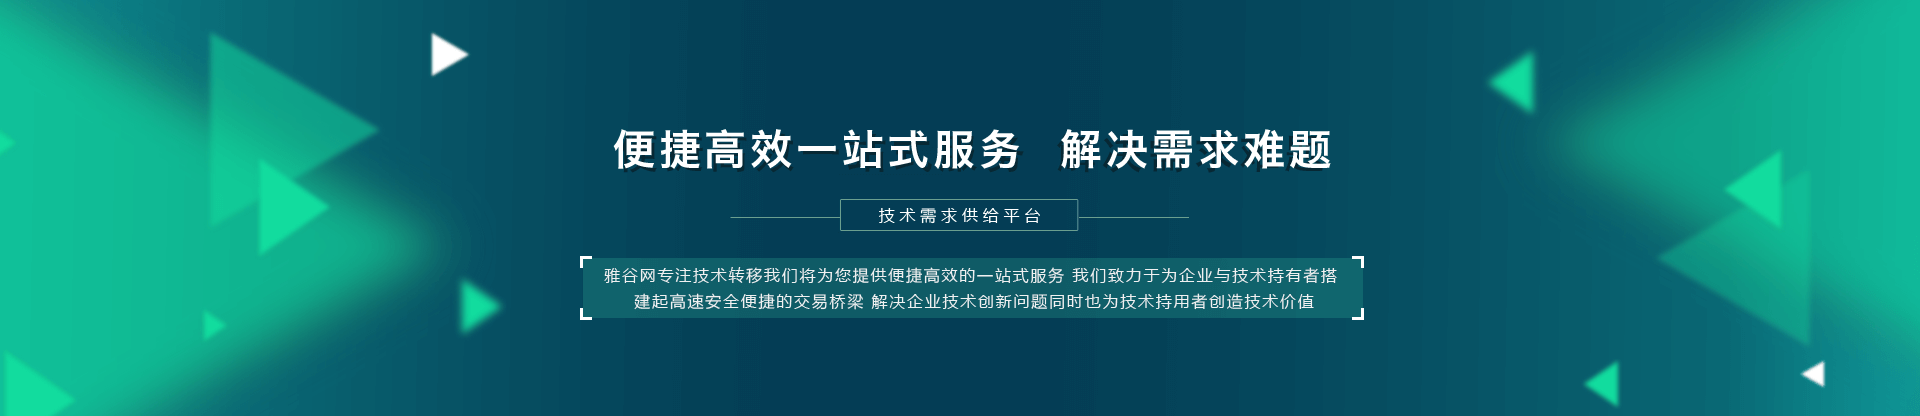 便捷高效一站式服务 解决需求难题
技术需求供给平台
雅谷网专注技术转移我们将为您提供便捷高效的一站式服务 我们致力于为企业与技术持有者搭
建起高速安全便捷的交易桥梁 解决企业技术创新问题同时也为技术持用者创造技术价值